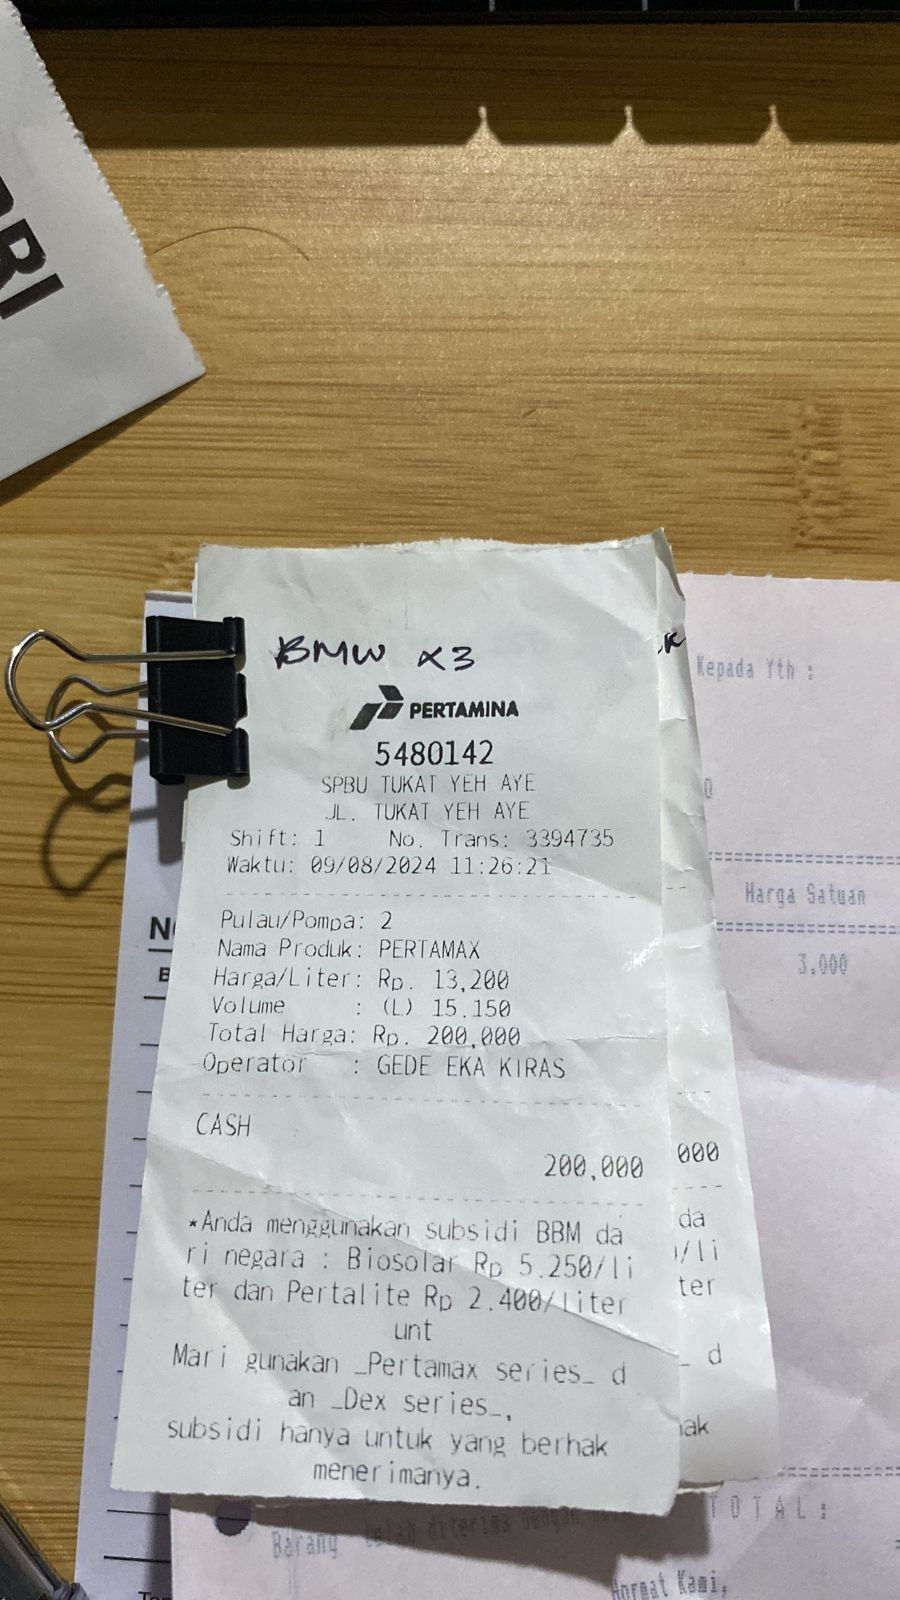 BMW X3
PERTAMINA
5480142
SPBU TUKAT YEH AYE
JL. TUKAT YEH AYE
Shift: 1 No. Trans: 3394735
Waktu: 09/08/2024 11:26:21
Pulau/Pompa: 2
Nama Produk: PERTAMAX
Harga/Liter: Rp. 13,200
Volume : (L) 15.150
Total Harga: Rp. 200,000
Operator : GEDE EKA KIRAS
CASH
200,000
*Anda menggunakan subsidi BBM da
ri negara : Biosolar Rp 5.250/li
ter dan Pertalite Rp 2.400/liter
unt
Mari gunakan _Pertamax series_ d
an _Dex series_,
subsidi hanya untuk yang berhak
menerimanya.
000
da
/li
ter
_ d
hak
Kepada Yth :
Harga Satuan
3.000
TOTAL:
Barang telah diterima dengan
Hormat Kami,